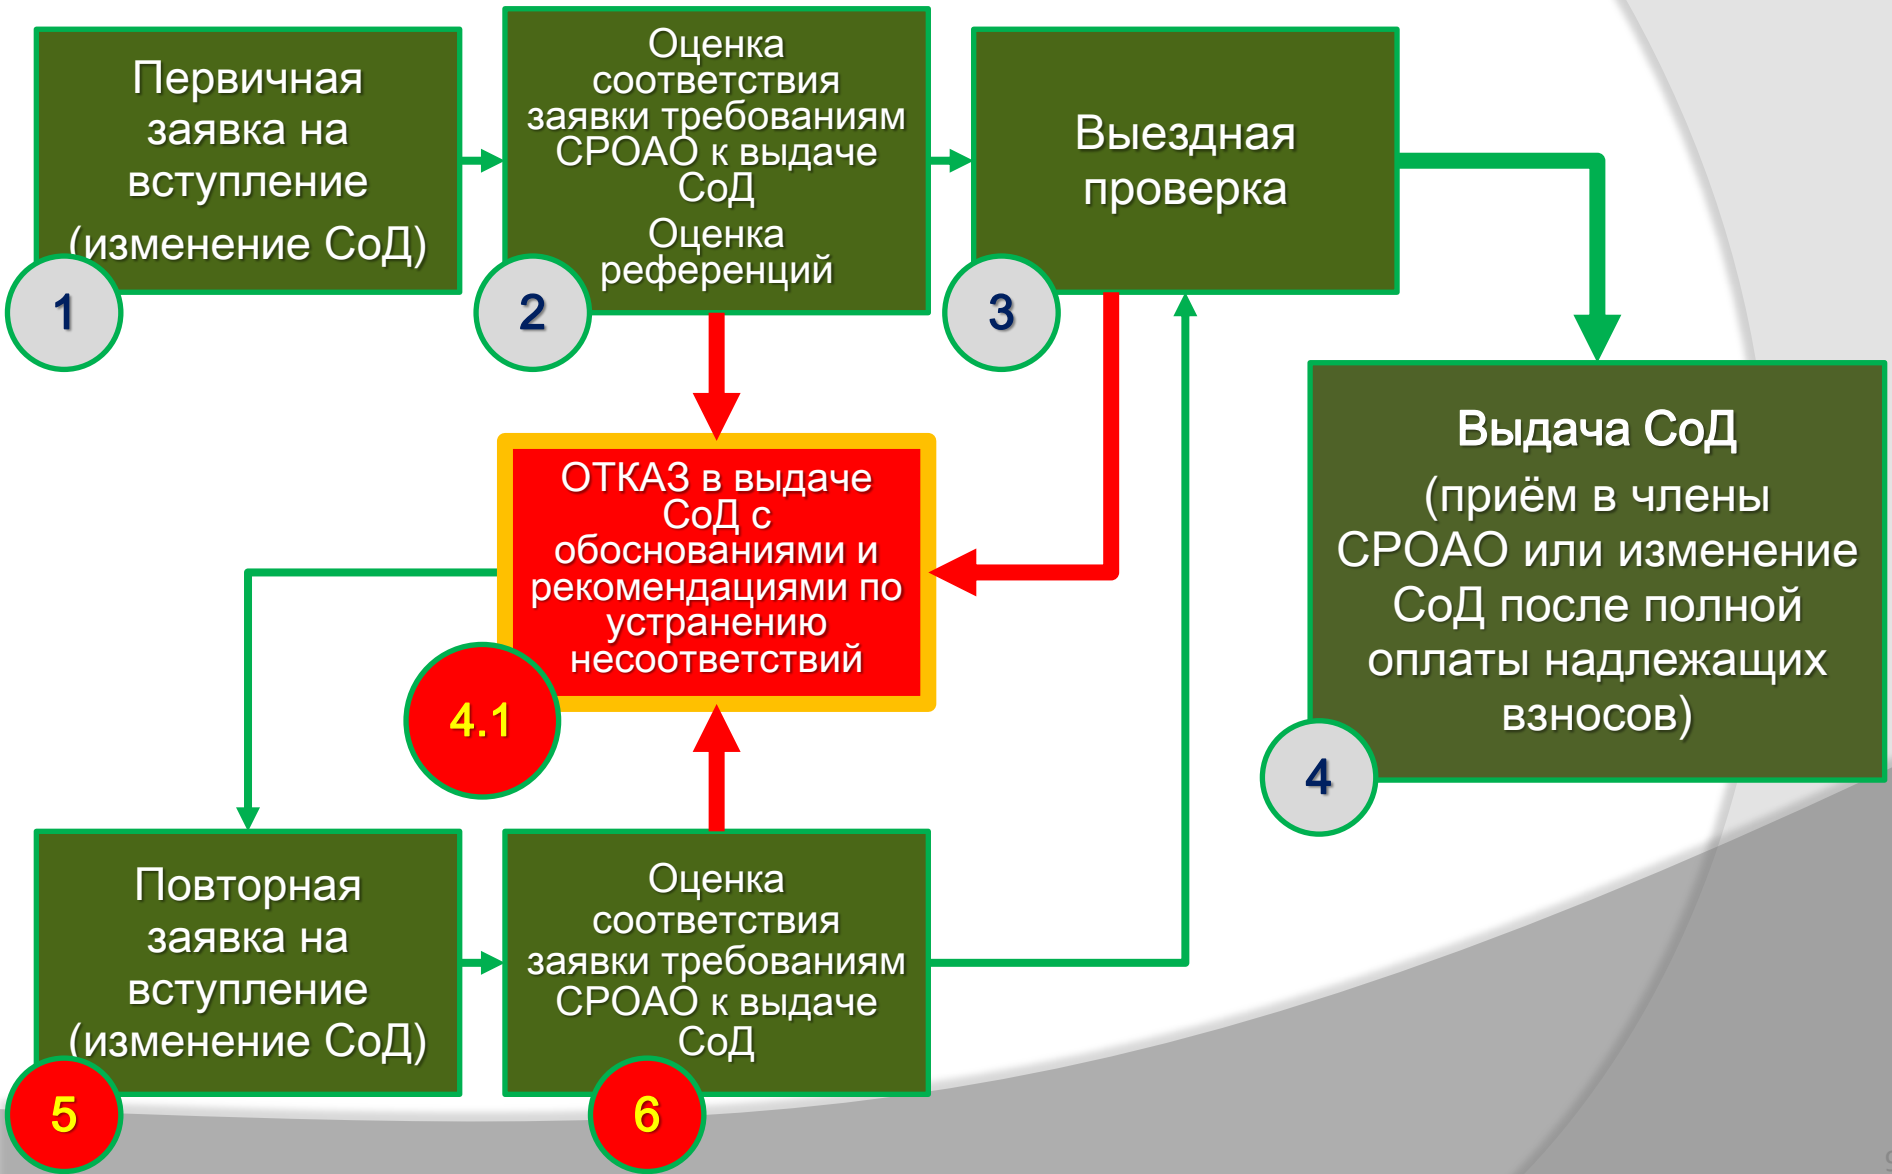 Первичная
заявка на
вступление
(изменение СоД)
1
Оценка
соответствия
заявки требованиям
СРОАО к выдаче
СоД
Оценка
референций
2
Выездная
проверка
3
Выдача СоД
(приём в члены
СРОАО или изменение
СоД после полной
оплаты надлежащих
взносов)
4
ОТКАЗ в выдаче
СоД с
обоснованиями и
рекомендациями по
устранению
несоответствий
4.1
Повторная
заявка на
вступление
(изменение СоД)
5
Оценка
соответствия
заявки требованиям
СРОАО к выдаче
СоД
6